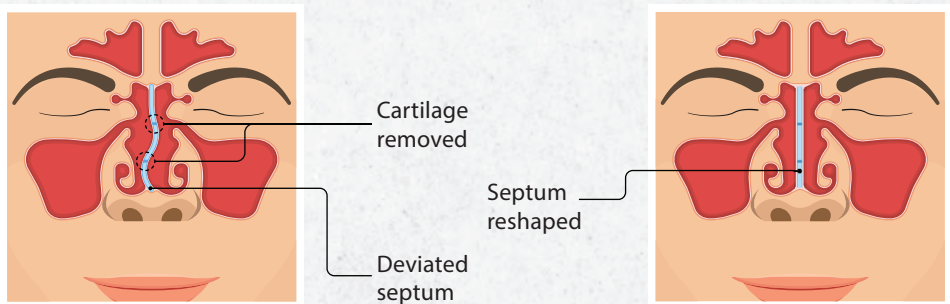 Cartilage
removed
Septum
reshaped
Deviated
septum